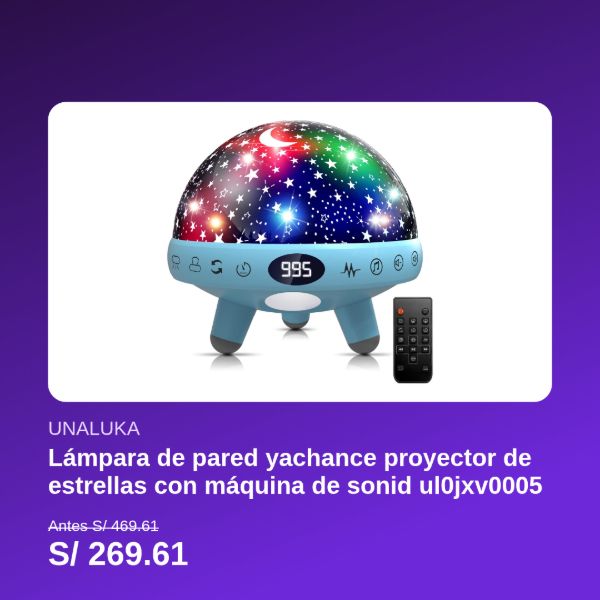 995
UNALUKA
Lámpara de pared yachance proyector de
estrellas con máquina de sonid ul0jxv0005
Antes S/ 469.61
S/ 269.61